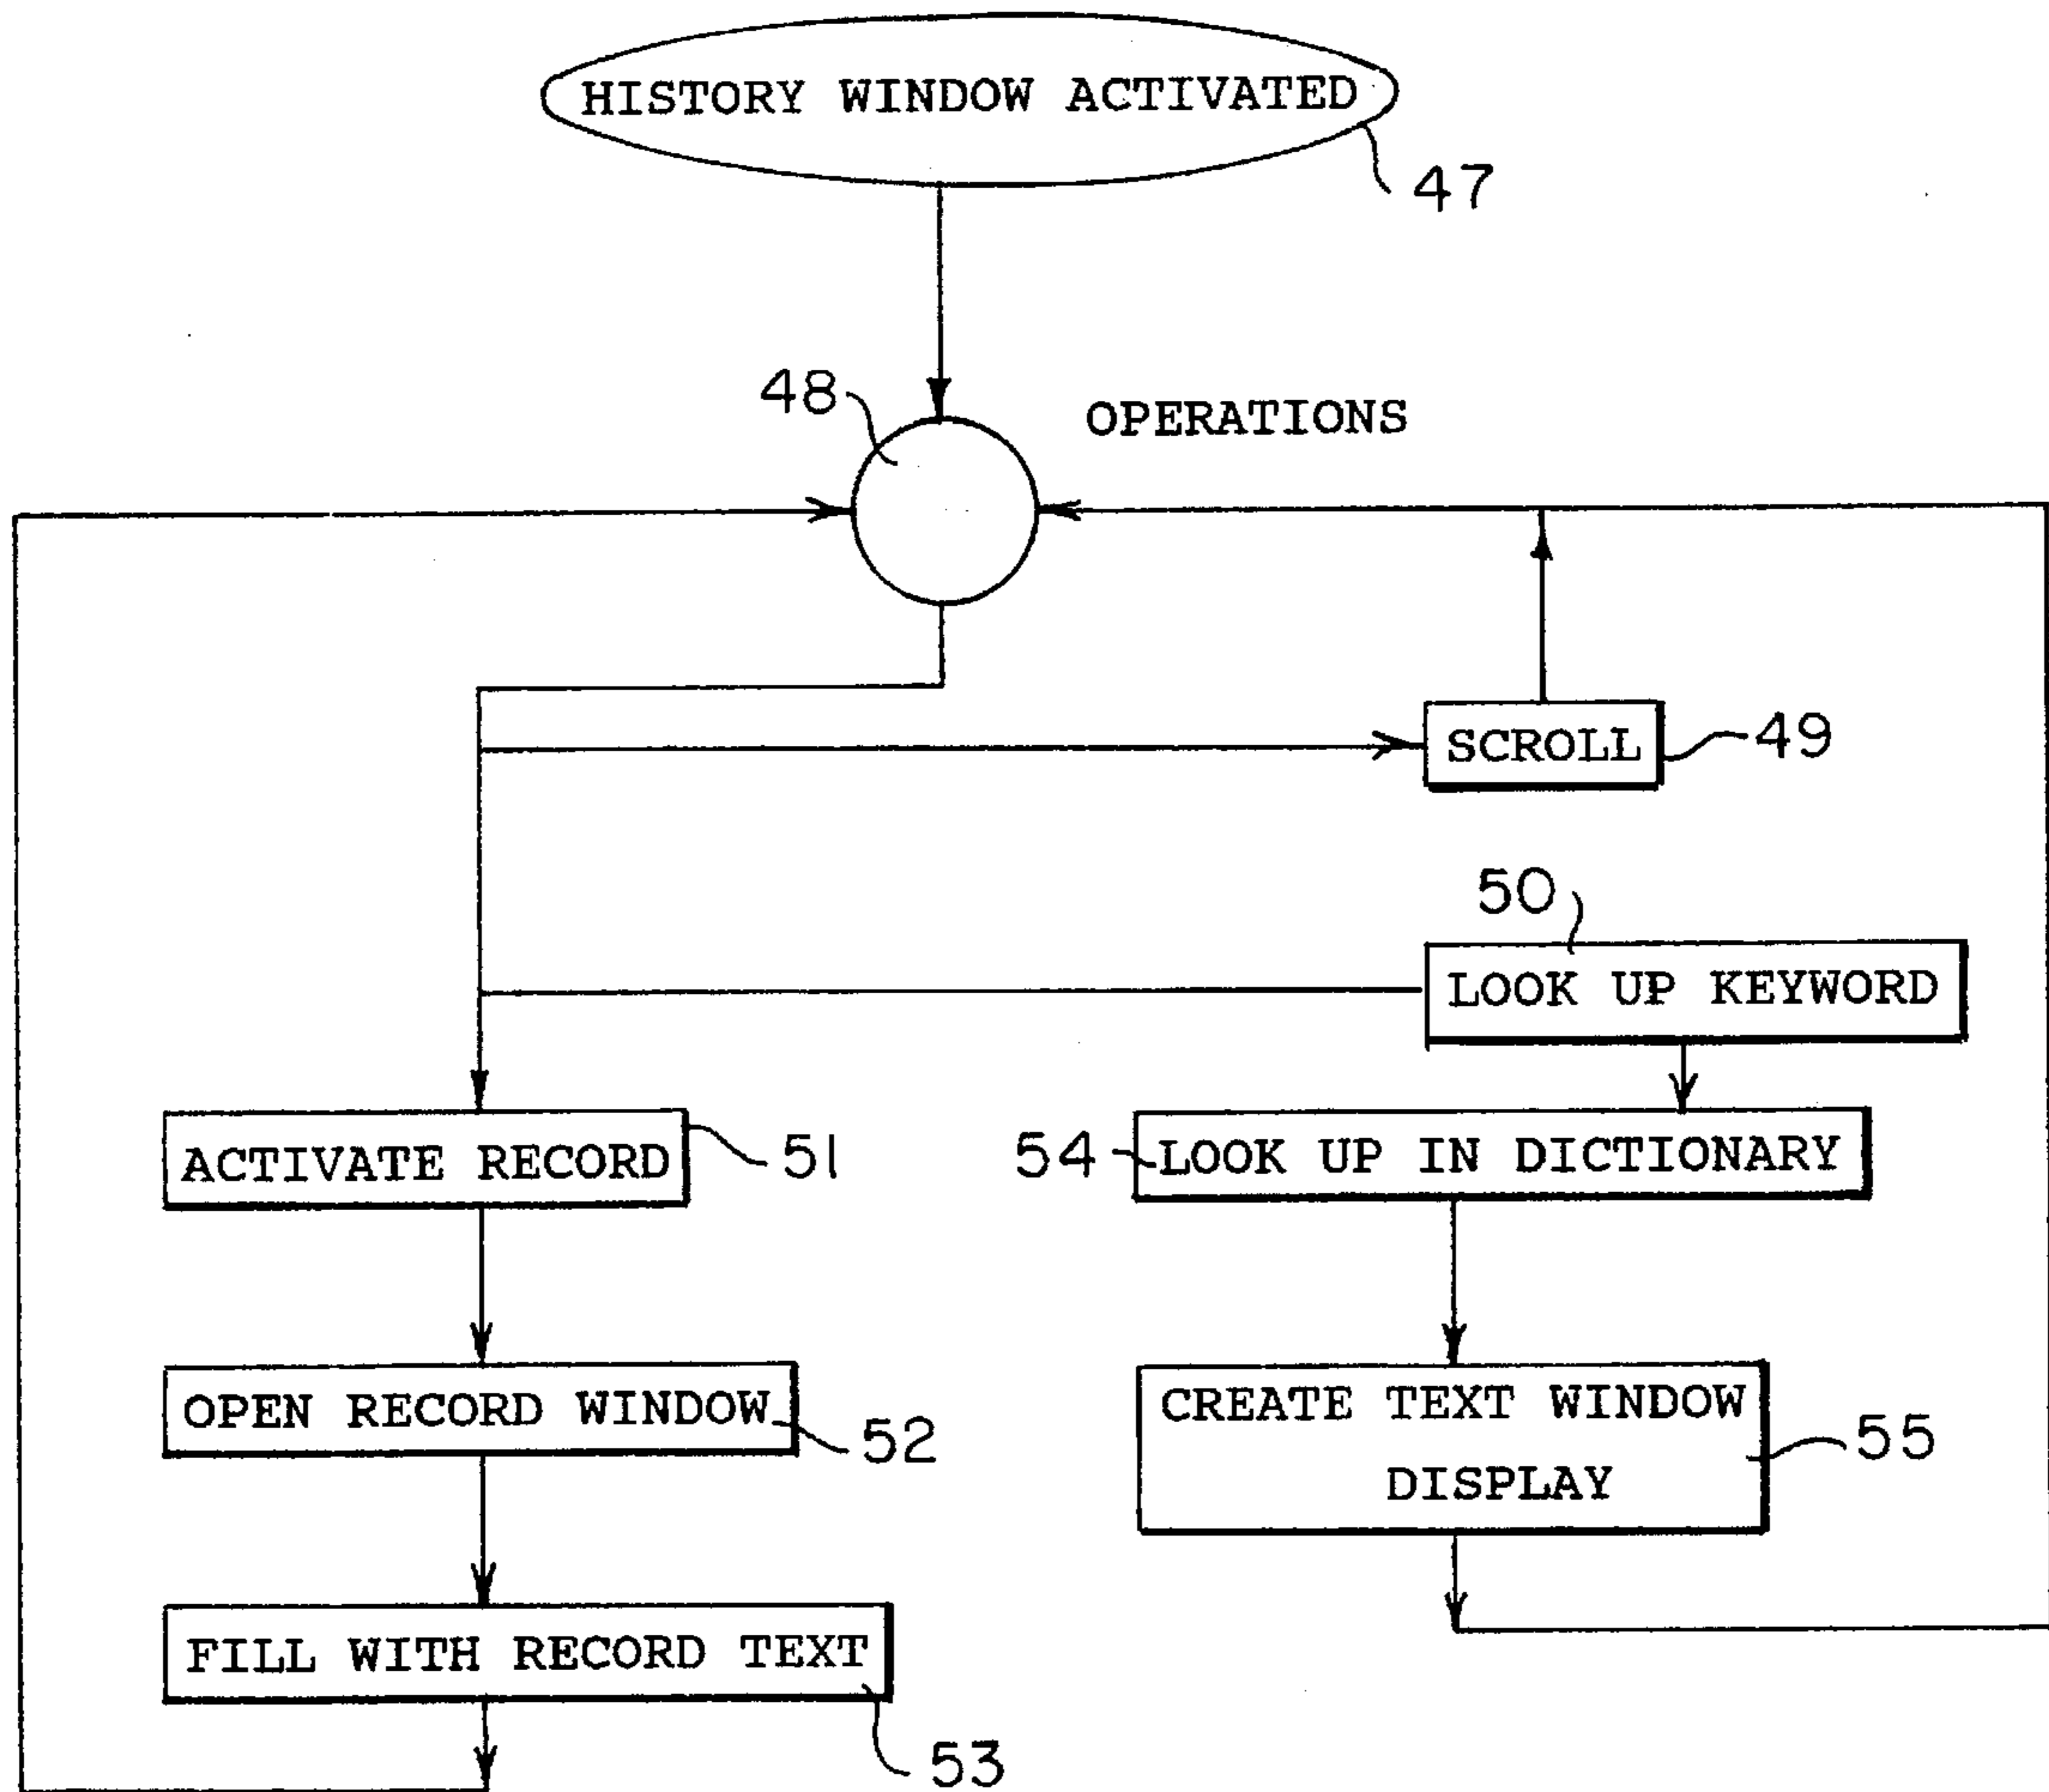 HISTORY WINDOW ACTIVATED
47
48
OPERATIONS
SCROLL
49
50
LOOK UP KEYWORD
ACTIVATE RECORD
51
54
LOOK UP IN DICTIONARY
OPEN RECORD WINDOW
52
CREATE TEXT WINDOW
DISPLAY
55
FILL WITH RECORD TEXT
53